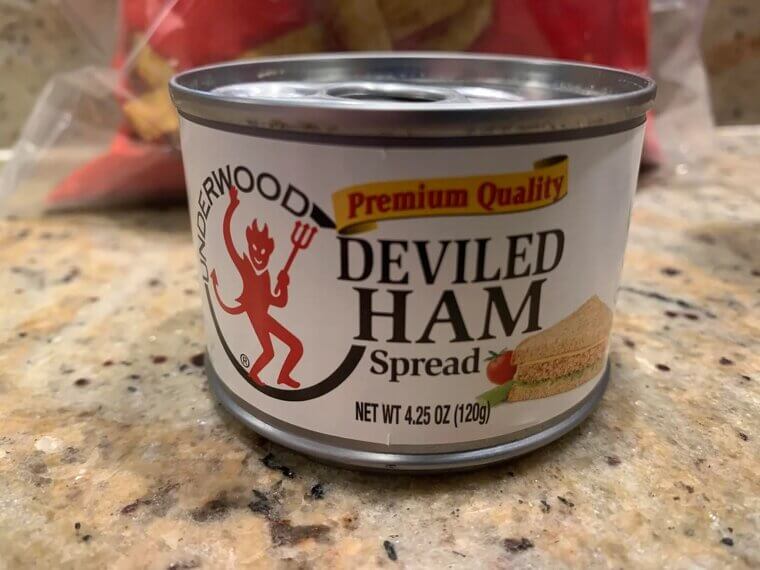 UNDERWOOD
®
Premium Quality
DEVILED
HAM
Spread
NET WT 4.25 OZ (120g)